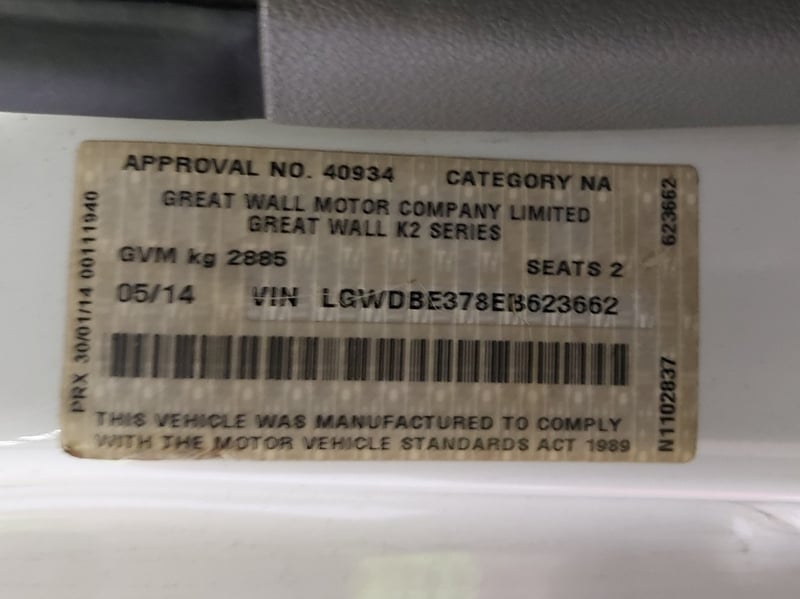 APPROVAL NO. 40934 CATEGORY NA
GREAT WALL MOTOR COMPANY LIMITED
GREAT WALL K2 SERIES
GVM kg 2885 SEATS 2
05/14 VIN LGWDBE378EB623662
THIS VEHICLE WAS MANUFACTURED TO COMPLY
WITH THE MOTOR VEHICLE STANDARDS ACT 1989
PRX 30/01/14 00111940
623662
N1102837